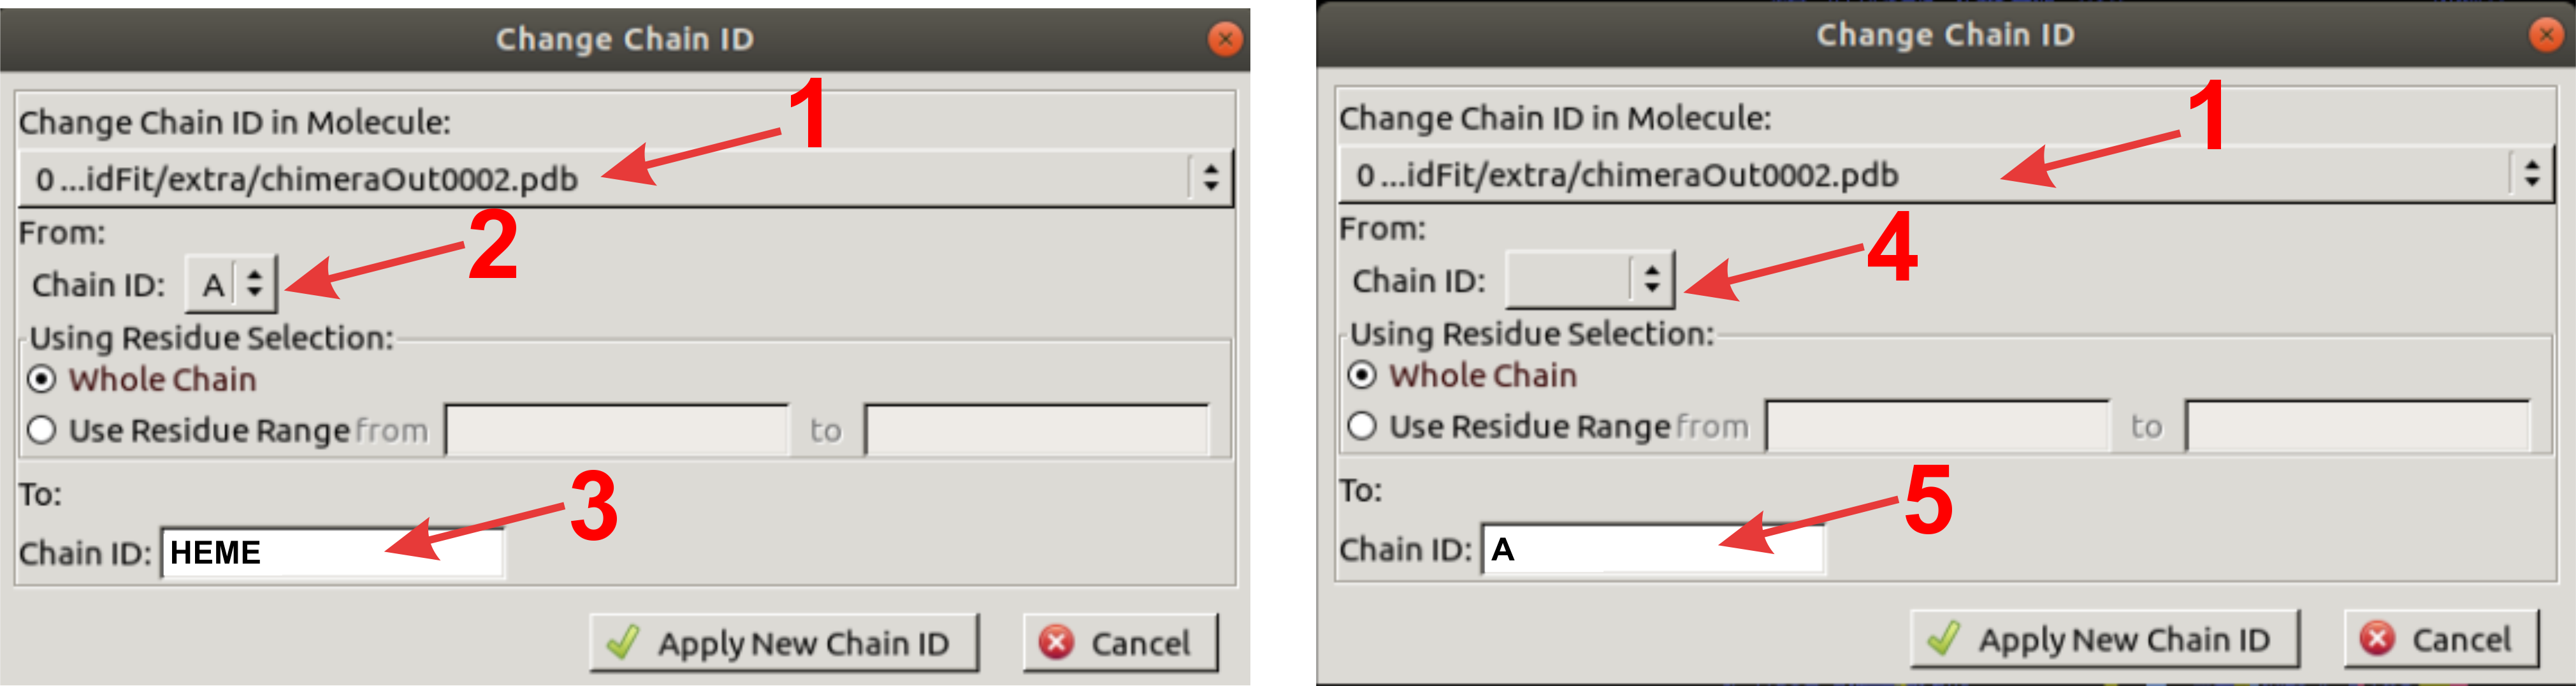 Change Chain ID
Change Chain ID in Molecule:
1
0 ...idFit/extra/chimeraOut0002.pdb
From:
2
Chain ID: A
Using Residue Selection:
Whole Chain
Use Residue Range from to
To:
3
Chain ID: HEME
Apply New Chain ID Cancel
Change Chain ID
Change Chain ID in Molecule:
1
0 ...idFit/extra/chimeraOut0002.pdb
From:
4
Chain ID:
Using Residue Selection:
Whole Chain
Use Residue Range from to
To:
5
Chain ID: A
Apply New Chain ID Cancel